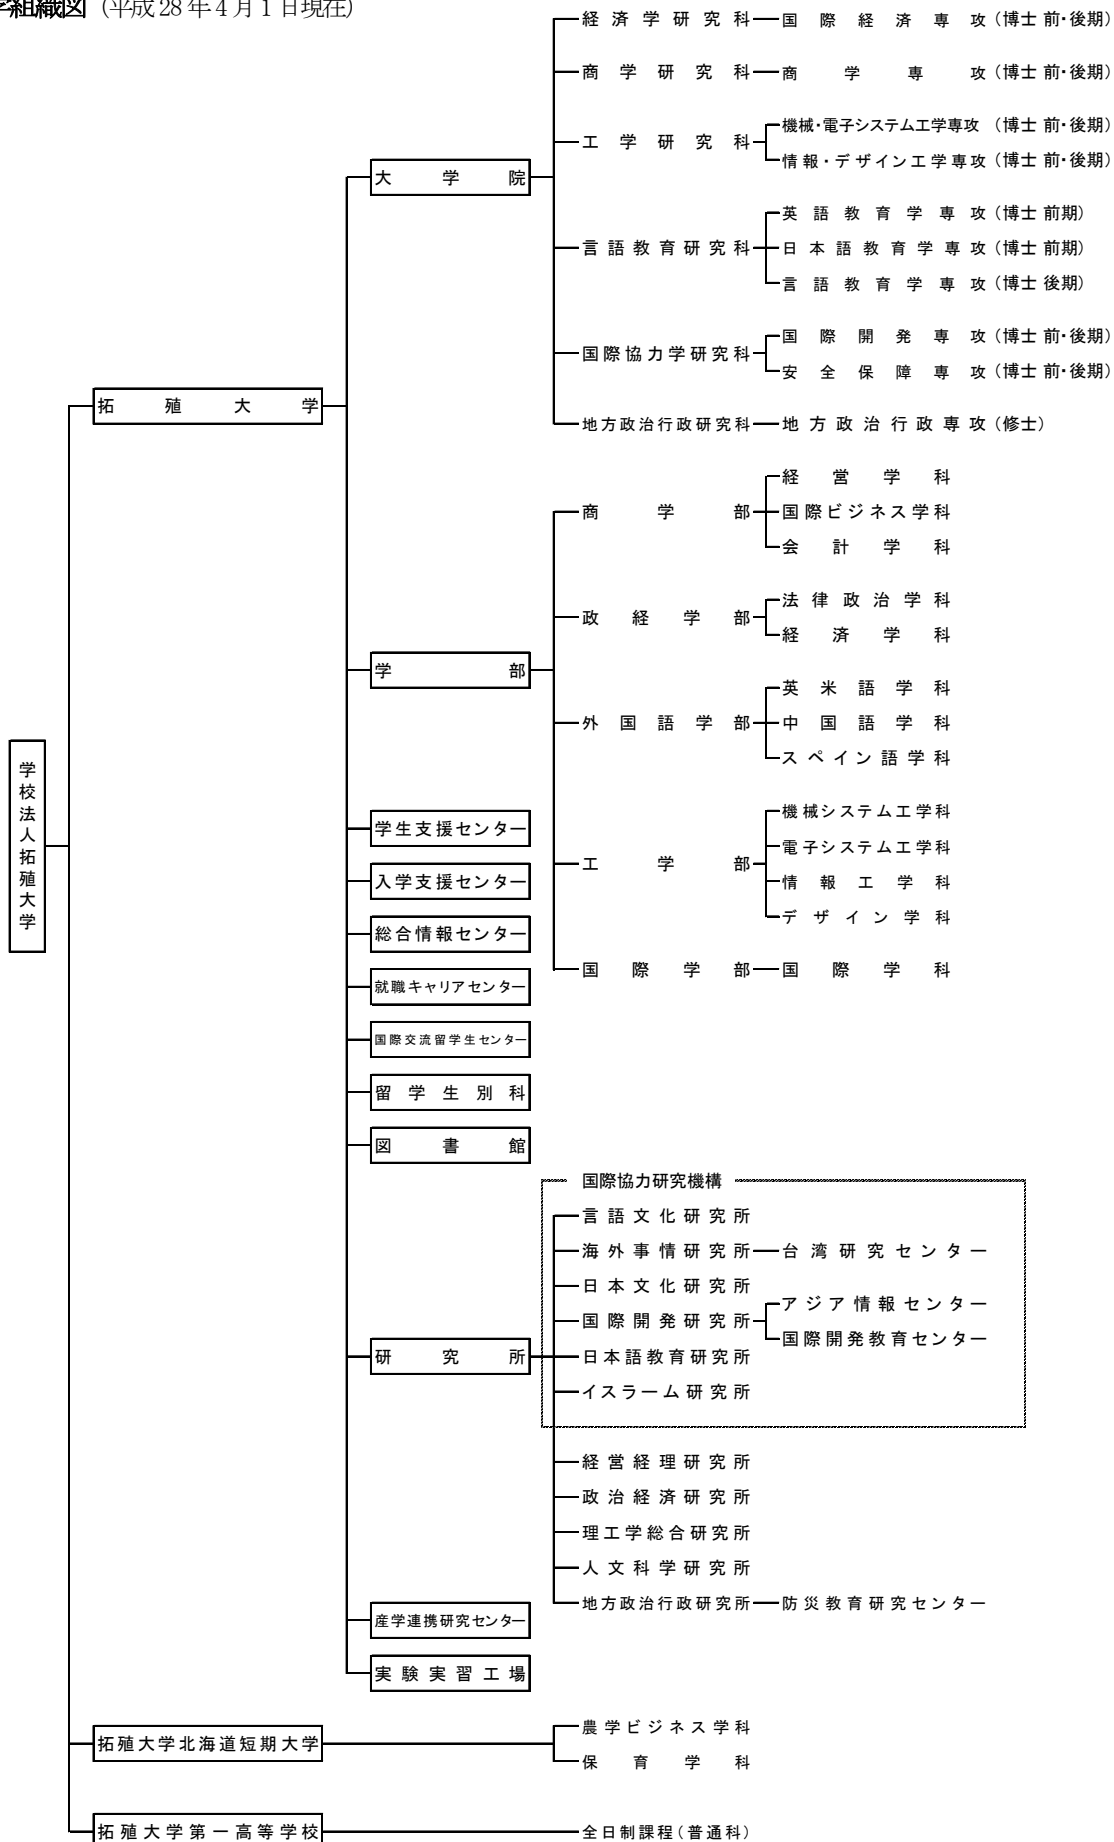 学組織図（平成28年4月1日現在）
経済学研究科 国際経済専攻（博士 前・後期）
商学研究科 商学専攻（博士 前・後期）
工学研究科
機械・電子システム工学専攻（博士 前・後期）
情報・デザイン工学専攻（博士 前・後期）
大学院
言語教育研究科
英語教育学専攻（博士 前期）
日本語教育学専攻（博士 前期）
言語教育学専攻（博士 後期）
国際協力学研究科
国際開発専攻（博士 前・後期）
安全保障専攻（博士 前・後期）
拓殖大学
地方政治行政研究科 地方政治行政専攻（修士）
商学部
経営学科
国際ビジネス学科
会計学科
政経学部
法律政治学科
経済学科
学部
外国語学部
英米語学科
中国語学科
スペイン語学科
学校法人拓殖大学
工学部
機械システム工学科
電子システム工学科
情報工学科
デザイン学科
国際学部 国際学科
学生支援センター
入学支援センター
総合情報センター
就職キャリアセンター
国際交流留学生センター
留学生別科
図書館
国際協力研究機構
言語文化研究所
海外事情研究所 台湾研究センター
日本文化研究所
国際開発研究所
アジア情報センター
国際開発教育センター
研究所
日本語教育研究所
イスラーム研究所
経営経理研究所
政治経済研究所
理工学総合研究所
人文科学研究所
地方政治行政研究所 防災教育研究センター
産学連携研究センター
実験実習工場
拓殖大学北海道短期大学
農学ビジネス学科
保育学科
拓殖大学第一高等学校 全日制課程（普通科）